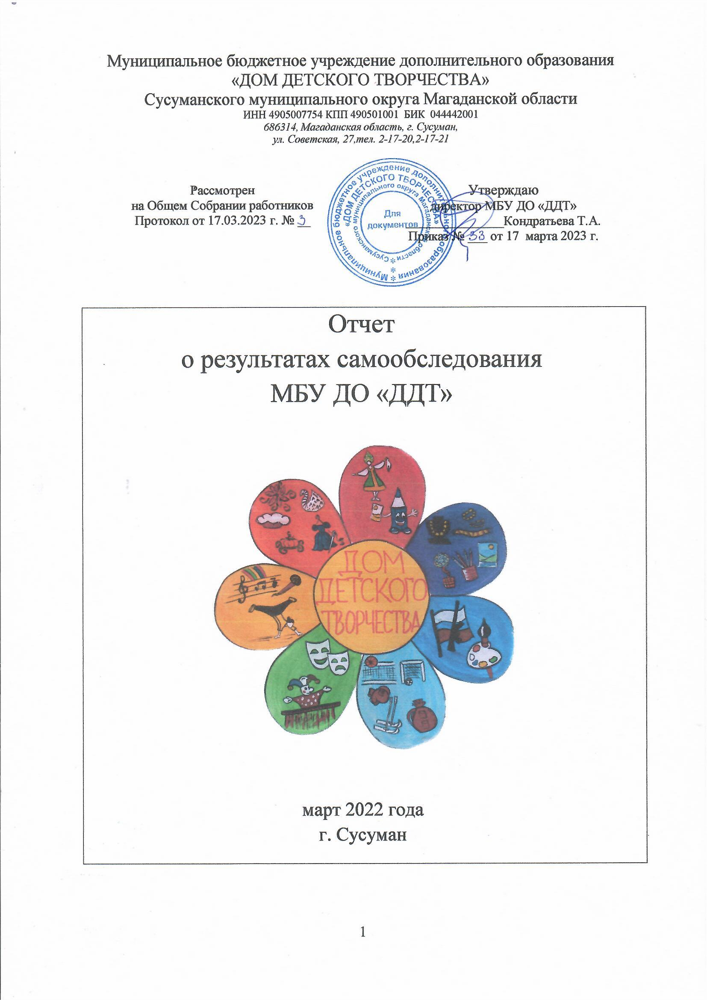 Муниципальное бюджетное учреждение дополнительного образования
«ДОМ ДЕТСКОГО ТВОРЧЕСТВА»
Сусуманского муниципального округа Магаданской области
ИНН 4905007754 КПП 490501001 БИК 044442001
686314, Магаданская область, г. Сусуман,
ул. Советская, 27,тел. 2-17-20,2-17-21
Рассмотрен
на Общем Собрании работников
Протокол от 17.03.2023 г. № 3
Муниципальное бюджетное учреждение дополнительного образования *
«ДОМ ДЕТСКОГО ТВОРЧЕСТВА»
* Сусуманского муниципального округа Магаданской области *
Для
документов
Утверждаю
директор МБУ ДО «ДДТ»
_______________Кондратьева Т.А.
Приказ № 33 от 17 марта 2023 г.
Отчет
о результатах самообследования
МБУ ДО «ДДТ»
ДОМ
ДЕТСКОГО
ТВОРЧЕСТВА
март 2022 года
г. Сусуман
1